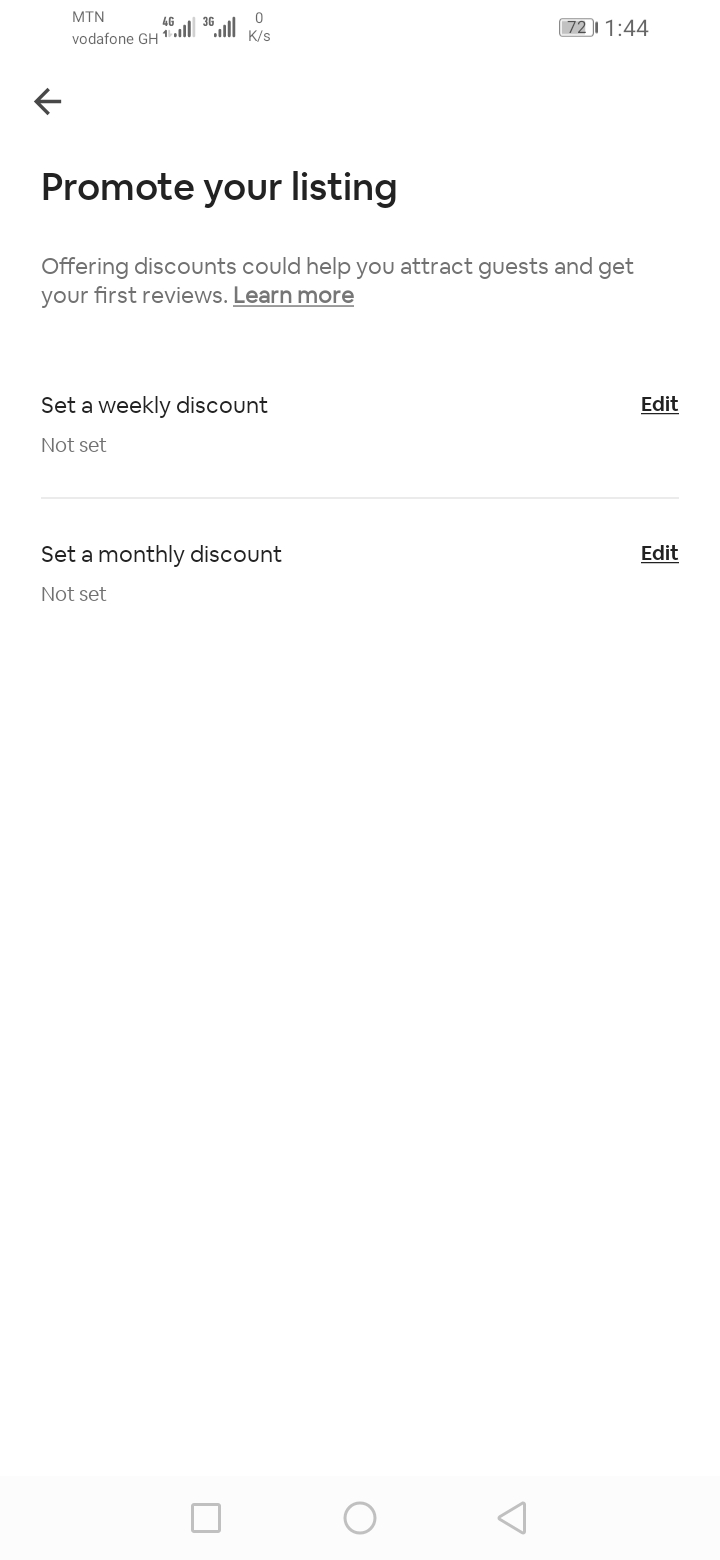 MTN
vodafone GH
4G
3G
0
K/s
72
1:44
Promote your listing
Offering discounts could help you attract guests and get
your first reviews. Learn more
Set a weekly discount
Edit
Not set
Set a monthly discount
Edit
Not set